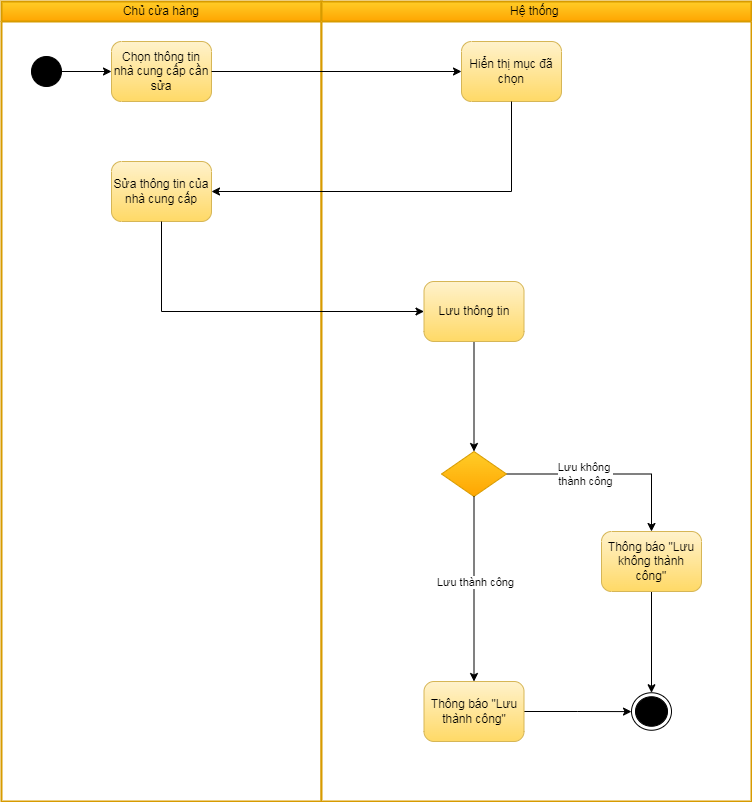 Chủ cửa hàng
Hệ thống
Chọn thông tin
nhà cung cấp cần
sửa
Hiển thị mục đã
chọn
Sửa thông tin của
nhà cung cấp
Lưu thông tin
Lưu không
thành công
Thông báo "Lưu
không thành
công"
Lưu thành công
Thông báo "Lưu
thành công"